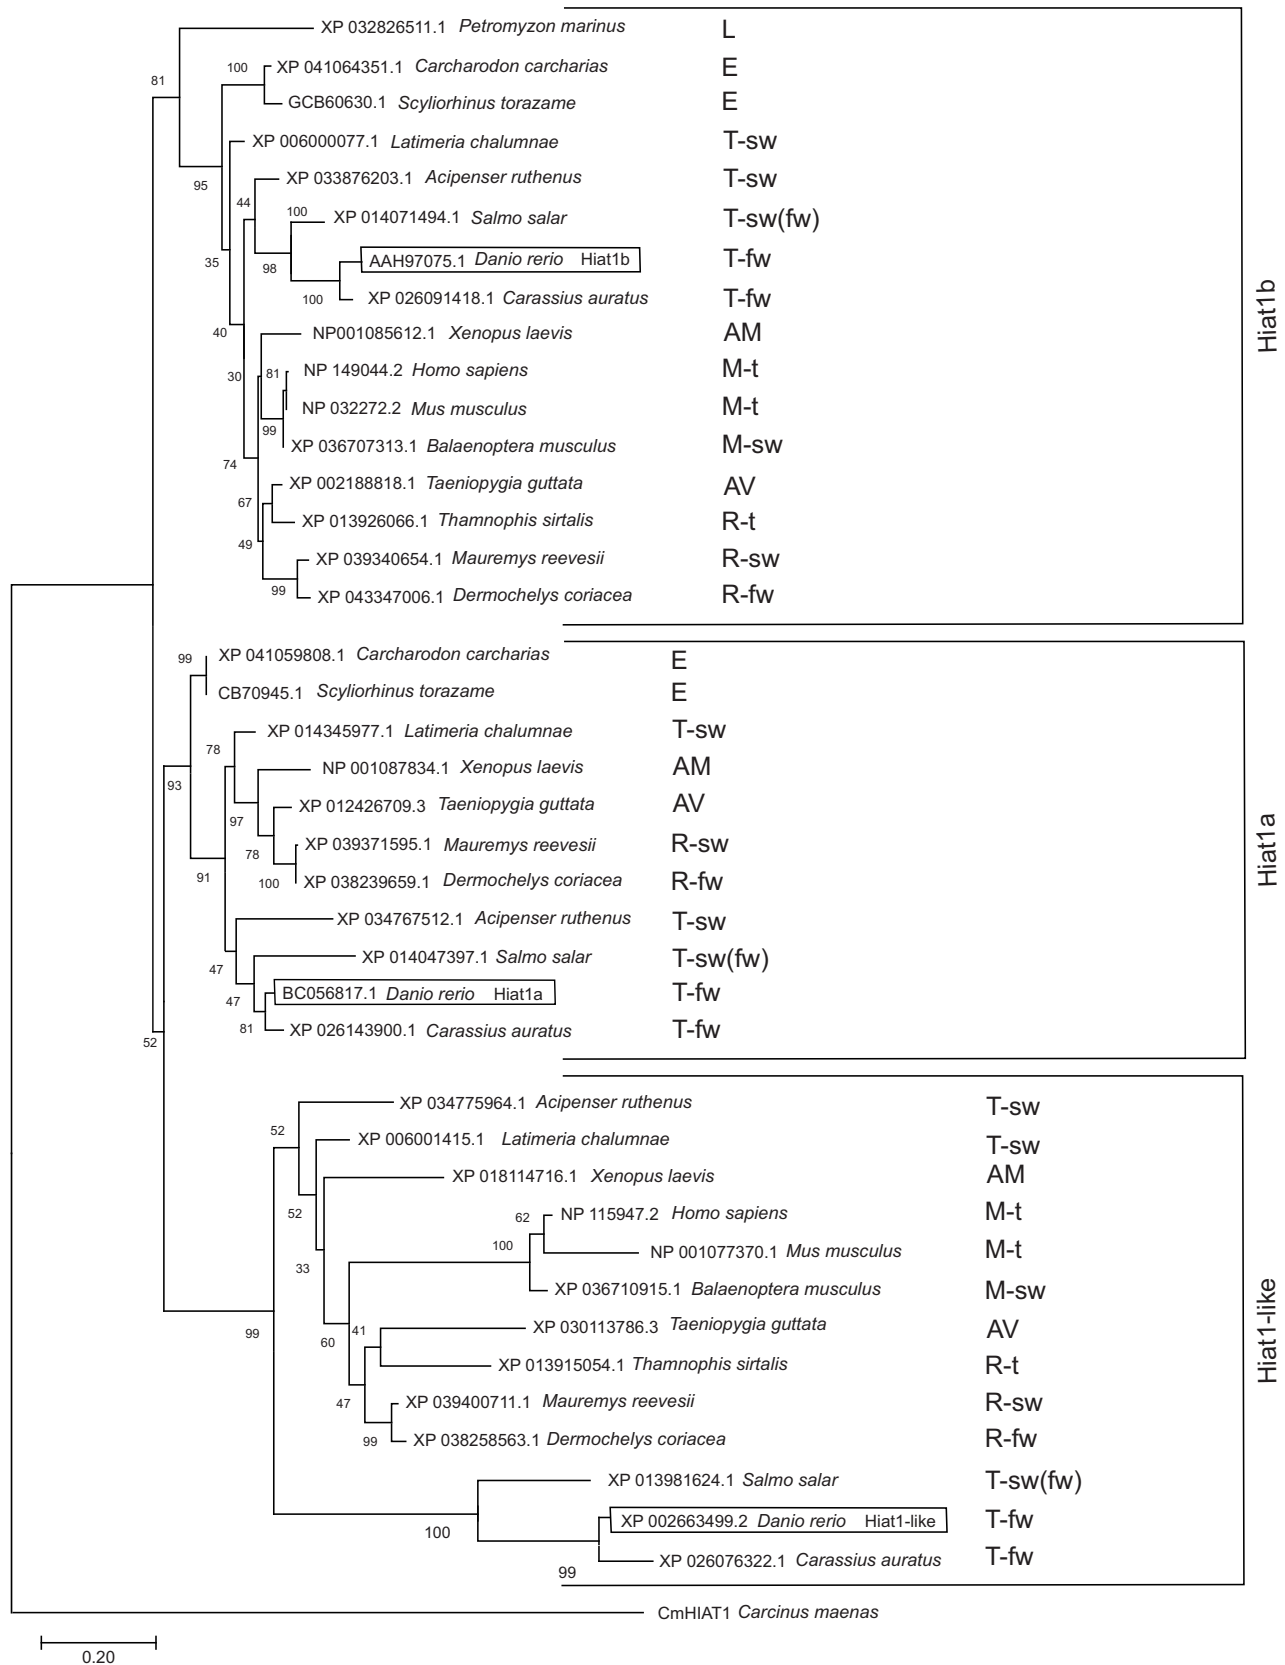 XP 032826511.1 Petromyzon marinus L
81
100 XP 041064351.1 Carcharodon carcharias E
GCB60630.1 Scyliorhinus torazame E
XP 006000077.1 Latimeria chalumnae T-sw
XP 033876203.1 Acipenser ruthenus T-sw
95
44
100 XP 014071494.1 Salmo salar T-sw(fw)
AAH97075.1 Danio rerio Hiat1b T-fw
35
98
100 XP 026091418.1 Carassius auratus T-fw
Hiat1b
40
NP001085612.1 Xenopus laevis AM
30
81 NP 149044.2 Homo sapiens M-t
NP 032272.2 Mus musculus M-t
99
XP 036707313.1 Balaenoptera musculus M-sw
74
XP 002188818.1 Taeniopygia guttata AV
67
XP 013926066.1 Thamnophis sirtalis R-t
49
XP 039340654.1 Mauremys reevesii R-sw
99
XP 043347006.1 Dermochelys coriacea R-fw
99 XP 041059808.1 Carcharodon carcharias E
CB70945.1 Scyliorhinus torazame E
XP 014345977.1 Latimeria chalumnae T-sw
78
NP 001087834.1 Xenopus laevis AM
93
XP 012426709.3 Taeniopygia guttata AV
97
XP 039371595.1 Mauremys reevesii R-sw
78
Hiat1a
91
100 XP 038239659.1 Dermochelys coriacea R-fw
XP 034767512.1 Acipenser ruthenus T-sw
XP 014047397.1 Salmo salar T-sw(fw)
47
BC056817.1 Danio rerio Hiat1a T-fw
47
81 XP 026143900.1 Carassius auratus T-fw
52
XP 034775964.1 Acipenser ruthenus T-sw
52
XP 006001415.1 Latimeria chalumnae T-sw
XP 018114716.1 Xenopus laevis AM
52
62 NP 115947.2 Homo sapiens M-t
100
NP 001077370.1 Mus musculus M-t
33
XP 036710915.1 Balaenoptera musculus M-sw
99
XP 030113786.3 Taeniopygia guttata AV
60
41
Hiat1-like
XP 013915054.1 Thamnophis sirtalis R-t
47
XP 039400711.1 Mauremys reevesii R-sw
99
XP 038258563.1 Dermochelys coriacea R-fw
XP 013981624.1 Salmo salar T-sw(fw)
100
XP 002663499.2 Danio rerio Hiat1-like T-fw
99
XP 026076322.1 Carassius auratus T-fw
CmHIAT1 Carcinus maenas
0.20